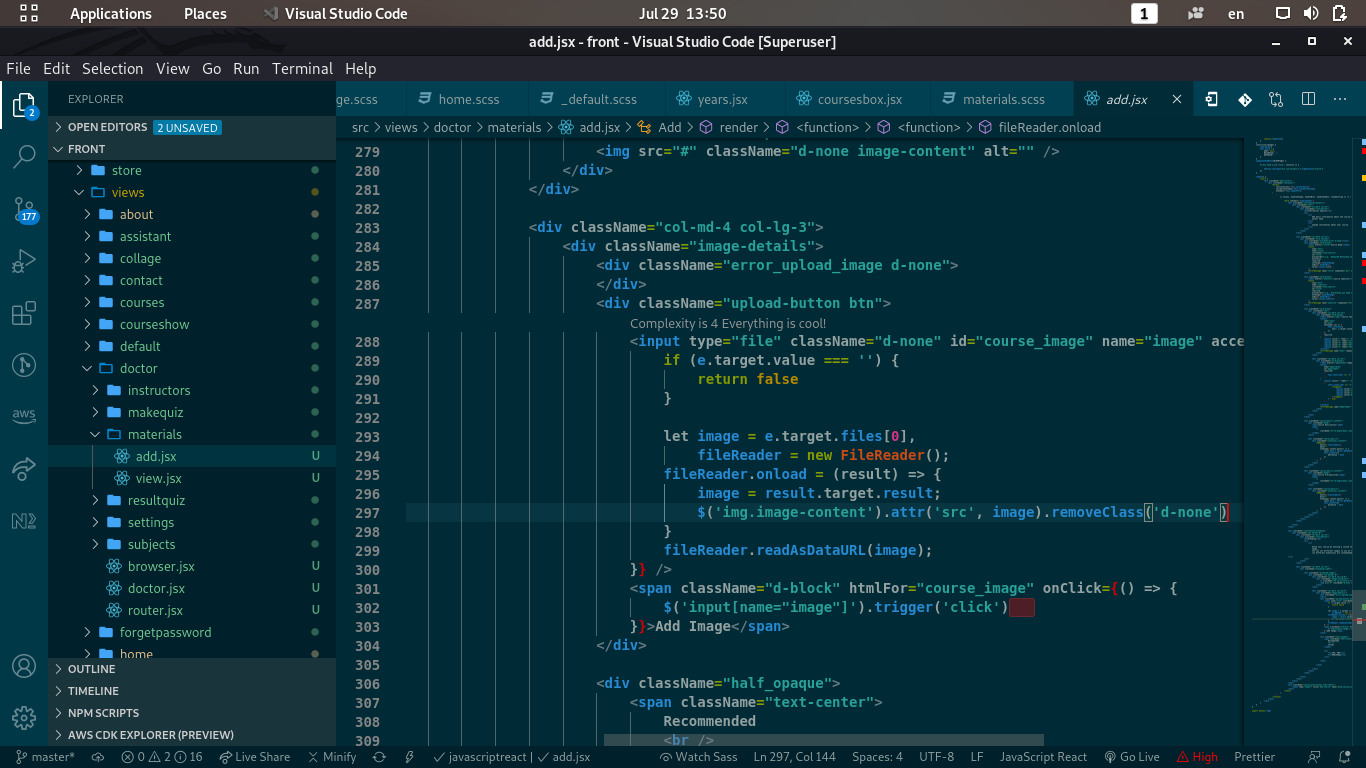 Applications Places Visual Studio Code Jul 29 13:50 1 en
add.jsx - front - Visual Studio Code [Superuser]
File Edit Selection View Go Run Terminal Help
2
177
aws
EXPLORER
OPEN EDITORS 2 UNSAVED
FRONT
store
views
about
assistant
collage
contact
courses
courseshow
default
doctor
instructors
makequiz
materials
add.jsx U
view.jsx U
resultquiz
settings
subjects
browser.jsx U
doctor.jsx U
router.jsx U
forgetpassword
home
OUTLINE
TIMELINE
NPM SCRIPTS
AWS CDK EXPLORER (PREVIEW)
ge.scss home.scss _default.scss years.jsx coursesbox.jsx materials.scss add.jsx
src > views > doctor > materials > add.jsx > Add > render > <function> > <function> > fileReader.onload
279 <img src="#" className="d-none image-content" alt="" />
280 </div>
281 </div>
282
283 <div className="col-md-4 col-lg-3">
284 <div className="image-details">
285 <div className="error_upload_image d-none">
286 </div>
287 <div className="upload-button btn">
Complexity is 4 Everything is cool!
288 <input type="file" className="d-none" id="course_image" name="image" acce
289 if (e.target.value === '') {
290 return false
291 }
292
293 let image = e.target.files[0],
294 fileReader = new FileReader();
295 fileReader.onload = (result) => {
296 image = result.target.result;
297 $('img.image-content').attr('src', image).removeClass('d-none')
298 }
299 fileReader.readAsDataURL(image);
300 }} />
301 <span className="d-block" htmlFor="course_image" onClick={() => {
302 $('input[name="image"]').trigger('click')
303 }}>Add Image</span>
304 </div>
305
306 <div className="half_opaque">
307 <span className="text-center">
308 Recommended
309 <br />
master* 0 2 16 Live Share Minify javascriptreact | add.jsx Watch Sass Ln 297, Col 144 Spaces: 4 UTF-8 LF JavaScript React Go Live High Prettier